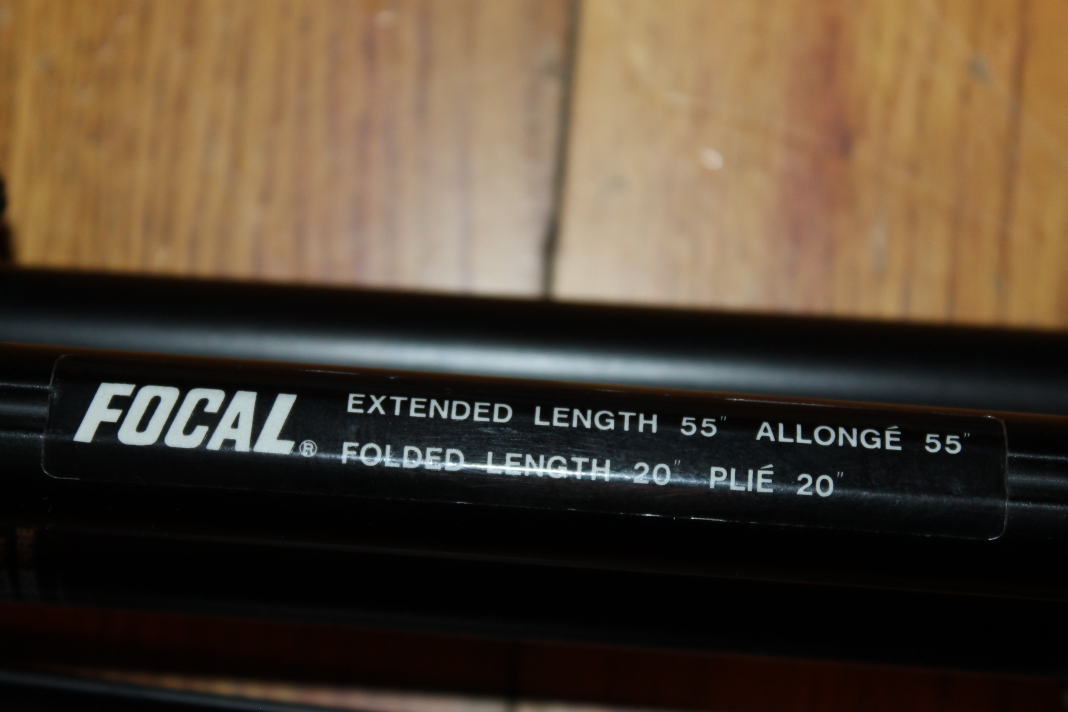 FOCAL®
EXTENDED LENGTH 55" ALLONGÉ 55"
FOLDED LENGTH 20" PLIÉ 20"